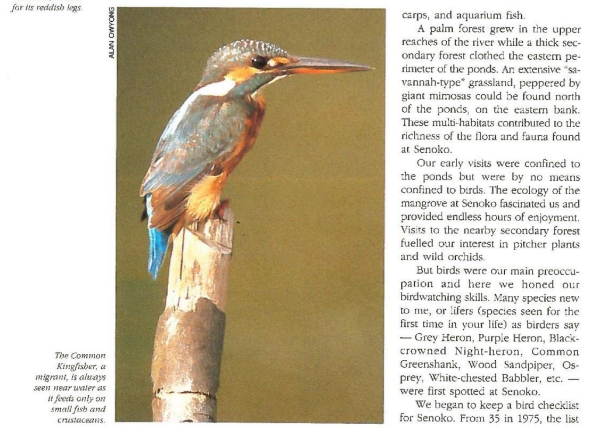 for its reddish legs.
ALAN OWYONG
The Common
Kingfisher, a
migrant, is always
seen near water as
it feeds only on
small fish and
crustaceans.
carps, and aquarium fish.
A palm forest grew in the upper
reaches of the river while a thick sec-
ondary forest clothed the eastern pe-
rimeter of the ponds. An extensive "sa-
vannah-type" grassland, peppered by
giant mimosas could be found north
of the ponds, on the eastern bank.
These multi-habitats contributed to the
richness of the flora and fauna found
at Senoko.
Our early visits were confined to
the ponds but were by no means
confined to birds. The ecology of the
mangrove at Senoko fascinated us and
provided endless hours of enjoyment.
Visits to the nearby secondary forest
fuelled our interest in pitcher plants
and wild orchids.
But birds were our main preoccu-
pation and here we honed our
birdwatching skills. Many species new
to me, or lifers (species seen for the
first time in your life) as birders say
— Grey Heron, Purple Heron, Black-
crowned Night-heron, Common
Greenshank, Wood Sandpiper, Os-
prey, White-chested Babbler, etc. —
were first spotted at Senoko.
We began to keep a bird checklist
for Senoko. From 35 in 1975, the list